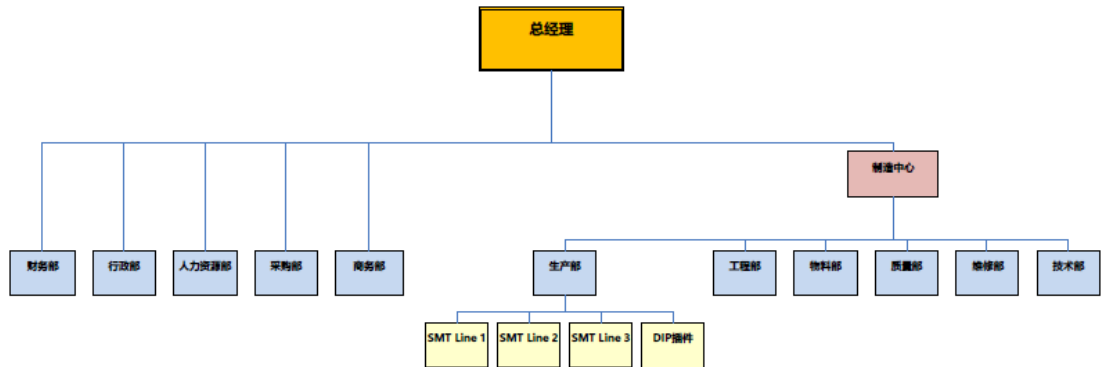 总经理
制造中心
财务部
行政部
人力资源部
采购部
商务部
生产部
工程部
物料部
质量部
维修部
技术部
SMT Line 1
SMT Line 2
SMT Line 3
DIP插件